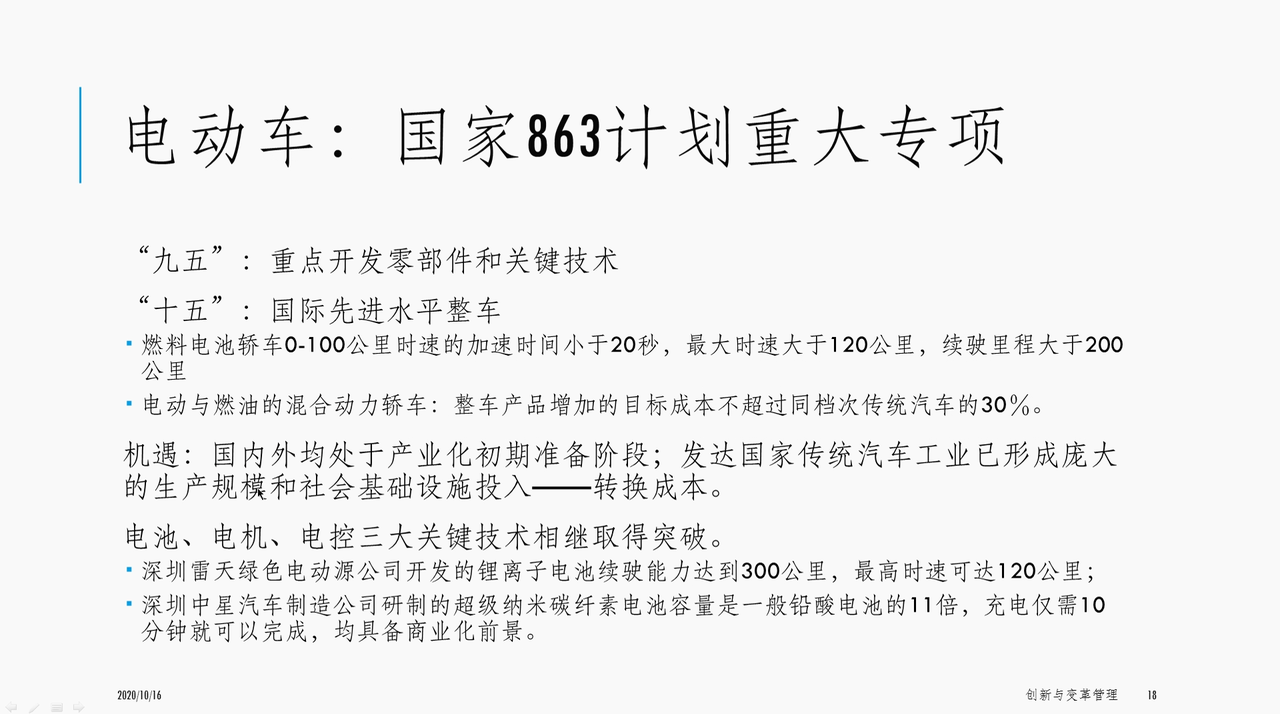 电动车：国家863计划重大专项
“九五”：重点开发零部件和关键技术
“十五”：国际先进水平整车
燃料电池轿车0-100公里时速的加速时间小于20秒，最大时速大于120公里，续驶里程大于200
公里
电动与燃油的混合动力轿车：整车产品增加的目标成本不超过同档次传统汽车的30%。
机遇：国内外均处于产业化初期准备阶段；发达国家传统汽车工业已形成庞大
的生产规模和社会基础设施投入——转换成本。
电池、电机、电控三大关键技术相继取得突破。
深圳雷天绿色电动源公司开发的锂离子电池续驶能力达到300公里，最高时速可达120公里；
深圳中星汽车制造公司研制的超级纳米碳纤素电池容量是一般铅酸电池的11倍，充电仅需10
分钟就可以完成，均具备商业化前景。
2020/10/16 创新与变革管理 18